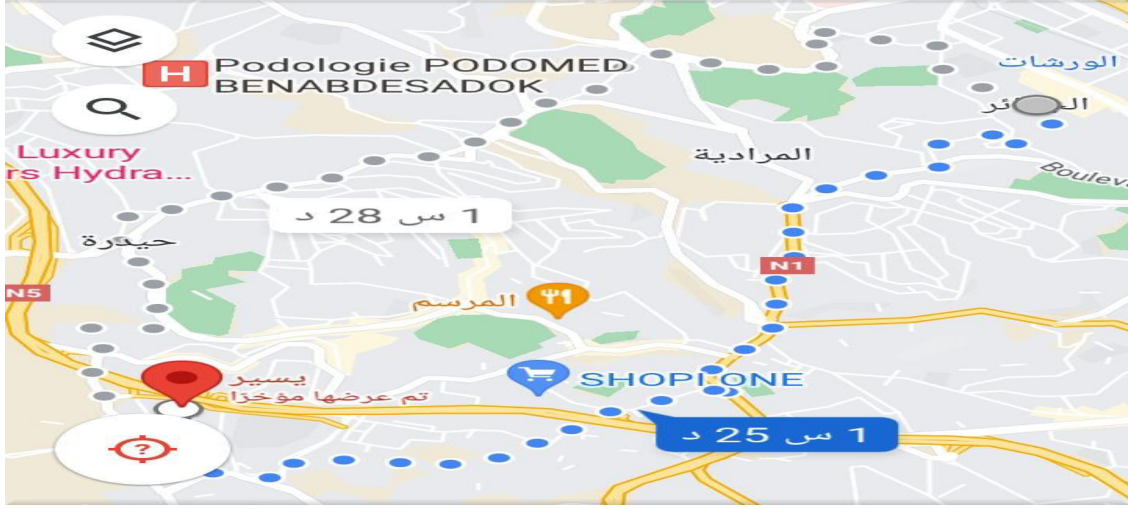 Podologie PODOMED
BENABDESADOK
H
الورشات
Luxury
rs Hydra...
المرادية
Boulev
1 س 28 د
حيدرة
N1
N5
المرسم
يسير
تم عرضها مؤخرًا
SHOPI ONE
1 س 25 د
?